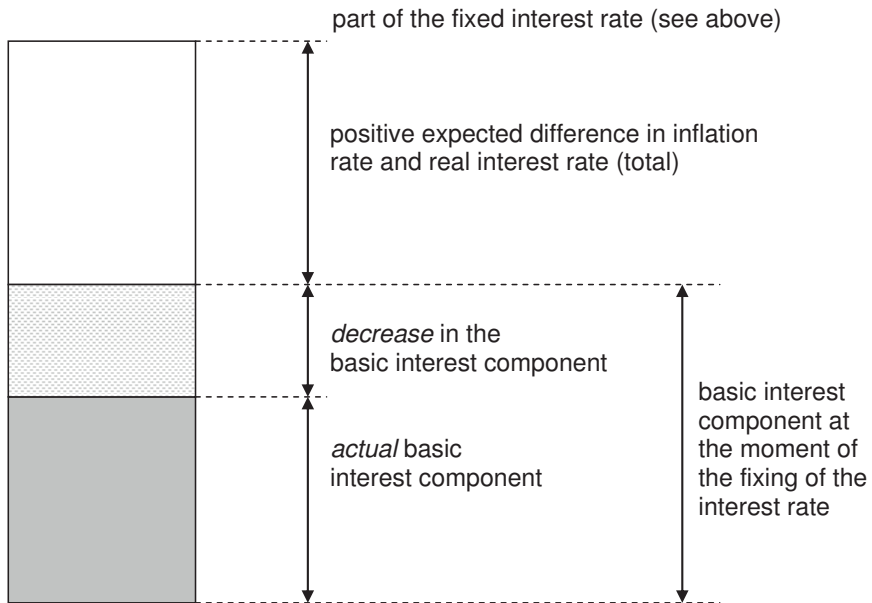 part of the fixed interest rate (see above)
positive expected difference in inflation
rate and real interest rate (total)
decrease in the
basic interest component
actual basic
interest component
basic interest
component at
the moment of
the fixing of the
interest rate